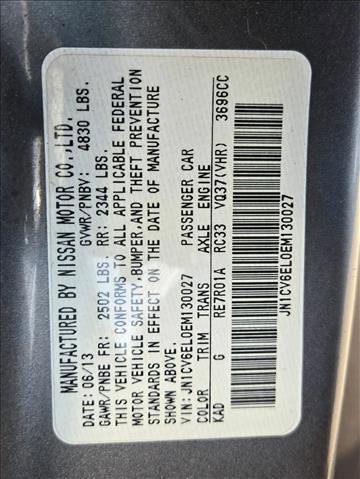 MANUFACTURED BY NISSAN MOTOR CO.,LTD.
DATE: 06/13 GVWR/PNBV: 4830 LBS.
GAWR/PNBE FR: 2502 LBS. RR: 2344 LBS.
THIS VEHICLE CONFORMS TO ALL APPLICABLE FEDERAL
MOTOR VEHICLE SAFETY,BUMPER,AND THEFT PREVENTION
STANDARDS IN EFFECT ON THE DATE OF MANUFACTURE
SHOWN ABOVE.
VIN: JN1CV6EL0EM130027 PASSENGER CAR
COLOR TRIM TRANS AXLE ENGINE
KAD G RE7R01A RC33 VQ37(VHR) 3696CC
JN1CV6EL0EM130027